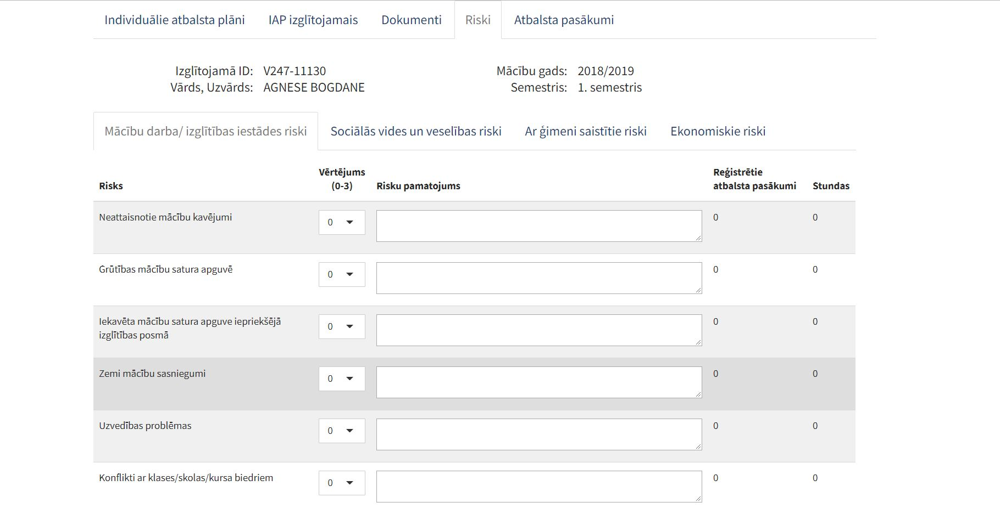 Individuālie atbalsta plāni IAP izglītojamais Dokumenti Riski Atbalsta pasākumi
Izglītojamā ID: V247-11130 Mācību gads: 2018/2019
Vārds, Uzvārds: AGNESE BOGDANE Semestris: 1. semestris
Mācību darba/ izglītības iestādes riski Sociālās vides un veselības riski Ar ģimeni saistītie riski Ekonomiskie riski
Risks Vērtējums (0-3) Risku pamatojums Reģistrētie atbalsta pasākumi Stundas
Neattaisnotie mācību kavējumi 0 0 0
Grūtības mācību satura apguvē 0 0 0
Iekavēta mācību satura apguve iepriekšējā 0 0 0
izglītības posmā
Zemi mācību sasniegumi 0 0 0
Uzvedības problēmas 0 0 0
Konflikti ar klases/skolas/kursa biedriem 0 0 0